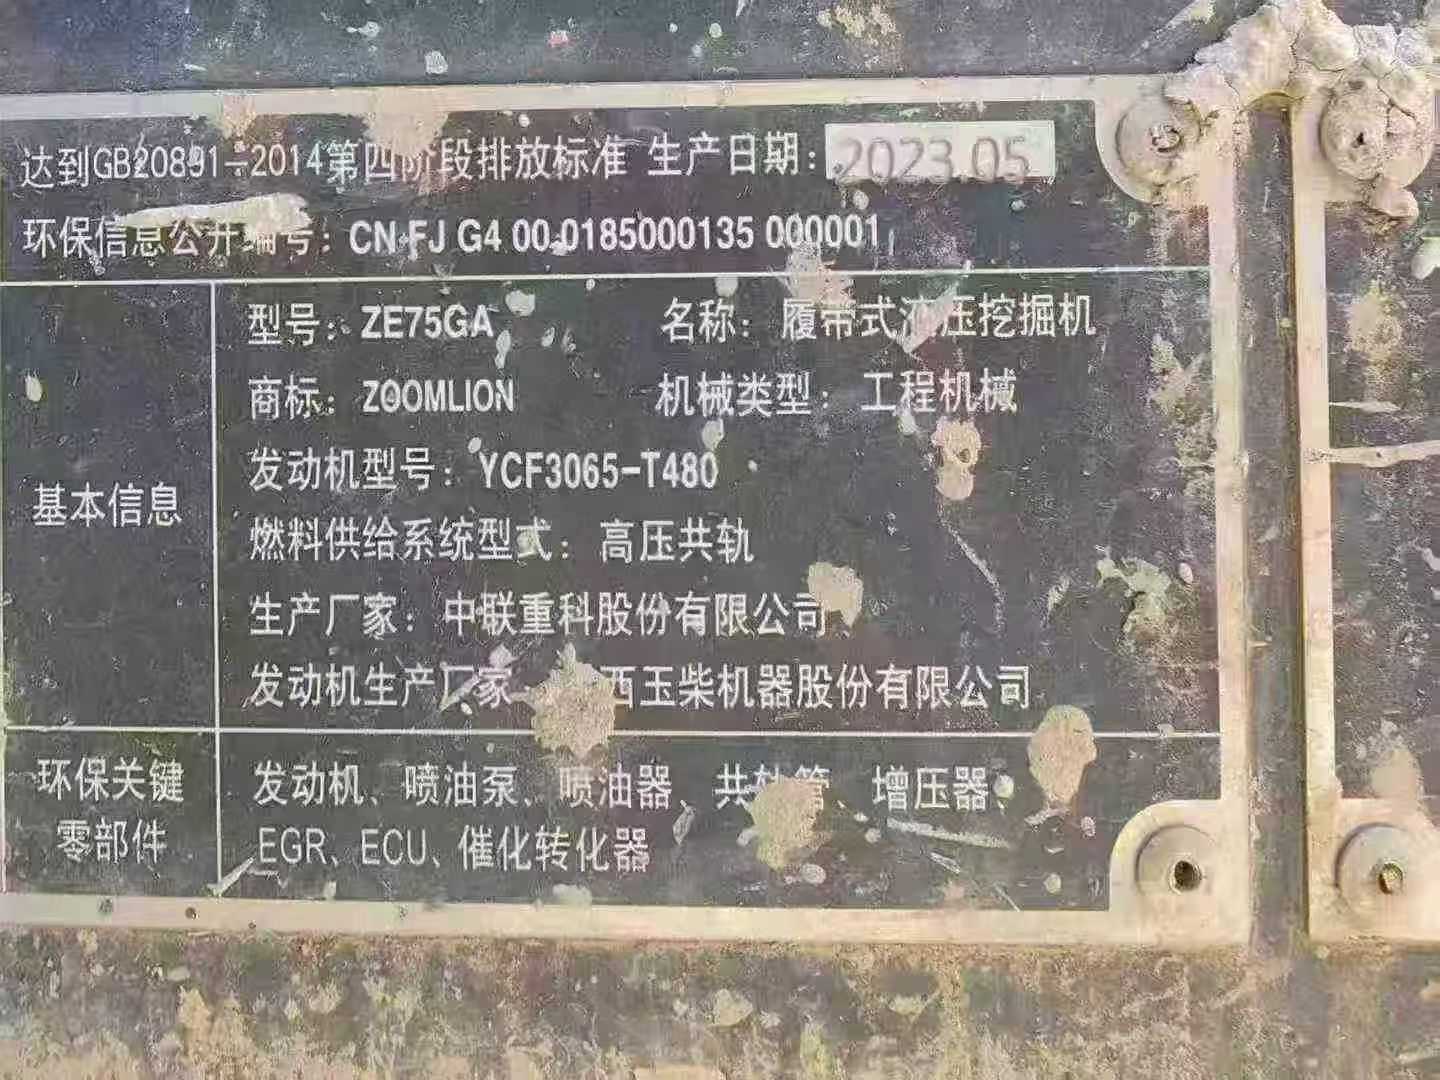 达到GB20891-2014第四阶段排放标准 生产日期：2023.05
环保信息公开编号：CN FJ G4 00 0185000135 000001
型号：ZE75GA 名称：履带式液压挖掘机
商标：ZOOMLION 机械类型：工程机械
发动机型号：YCF3065-T480
基本信息
燃料供给系统型式：高压共轨
生产厂家：中联重科股份有限公司
发动机生产厂家 西玉柴机器股份有限公司
环保关键
零部件
发动机、喷油泵、喷油器、共轨管、增压器、
EGR、ECU、催化转化器